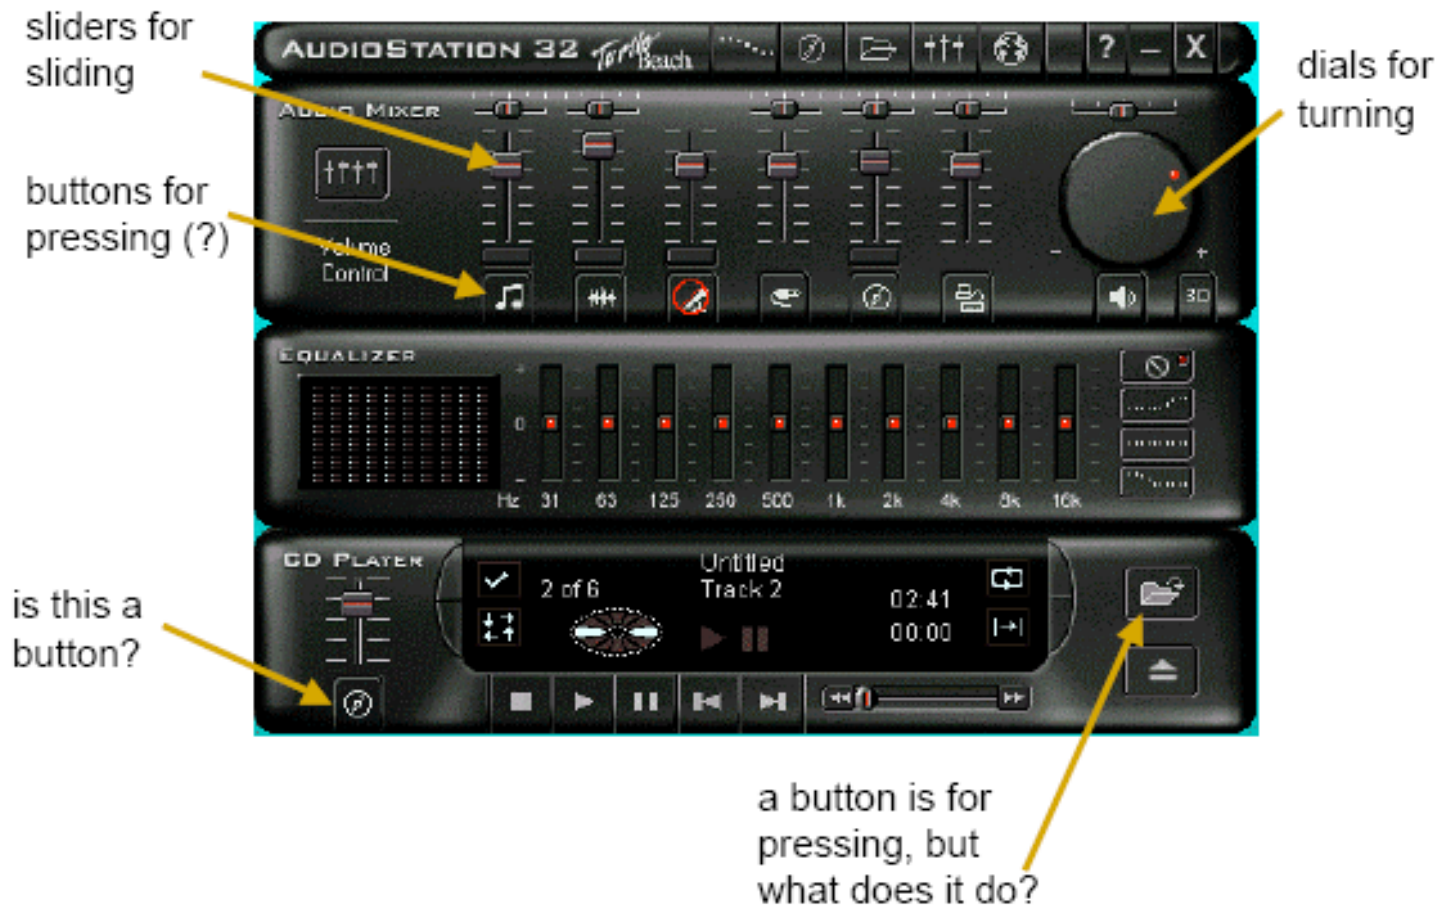 sliders for
sliding
AUDIOSTATION 32 Turtle Beach ? – X
dials for
turning
AUDIO MIXER
buttons for
pressing (?)
Volume
Control
- +
3D
EQUALIZER
+
0
-
Hz 31 63 125 250 500 1k 2k 4k 8k 16k
CD PLAYER
Untitled
2 of 6 Track 2
02:41
00:00
is this a
button?
a button is for
pressing, but
what does it do?